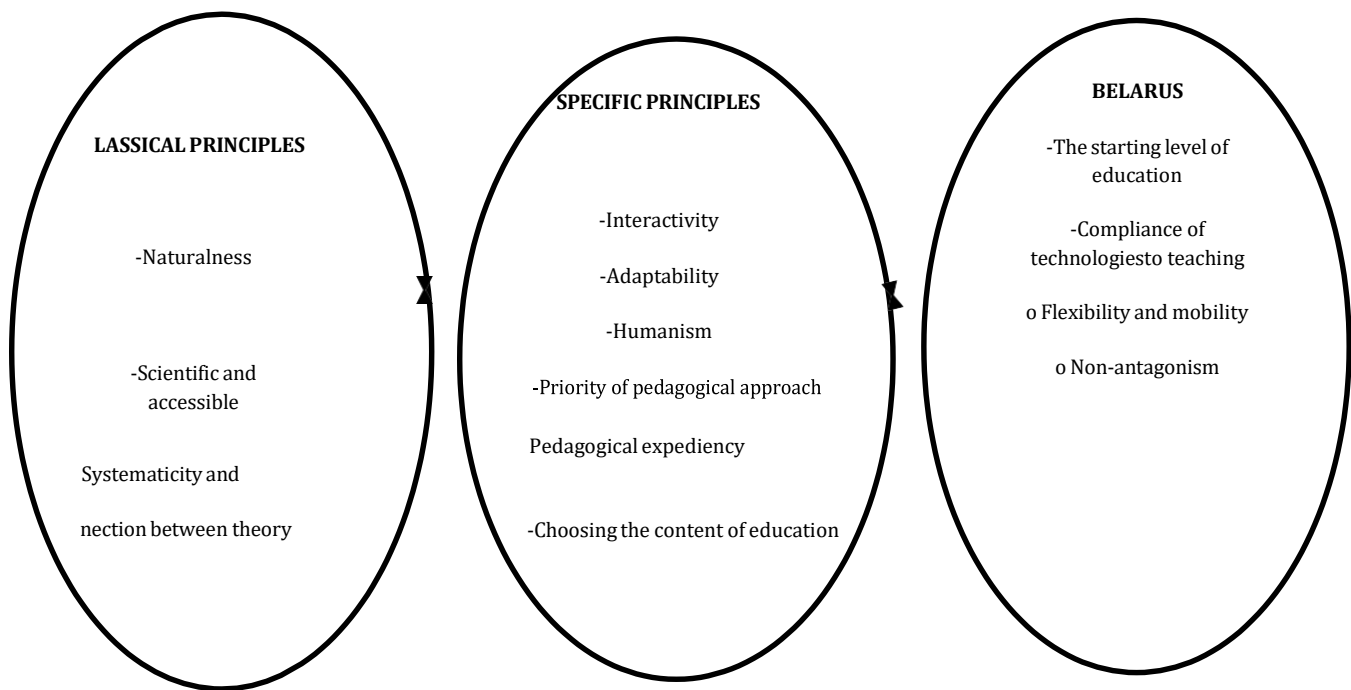 LASSICAL PRINCIPLES
-Naturalness
-Scientific and
accessible
Systematicity and
nection between theory
SPECIFIC PRINCIPLES
-Interactivity
-Adaptability
-Humanism
-Priority of pedagogical approach
Pedagogical expediency
-Choosing the content of education
BELARUS
-The starting level of
education
-Compliance of
technologiesto teaching
o Flexibility and mobility
o Non-antagonism